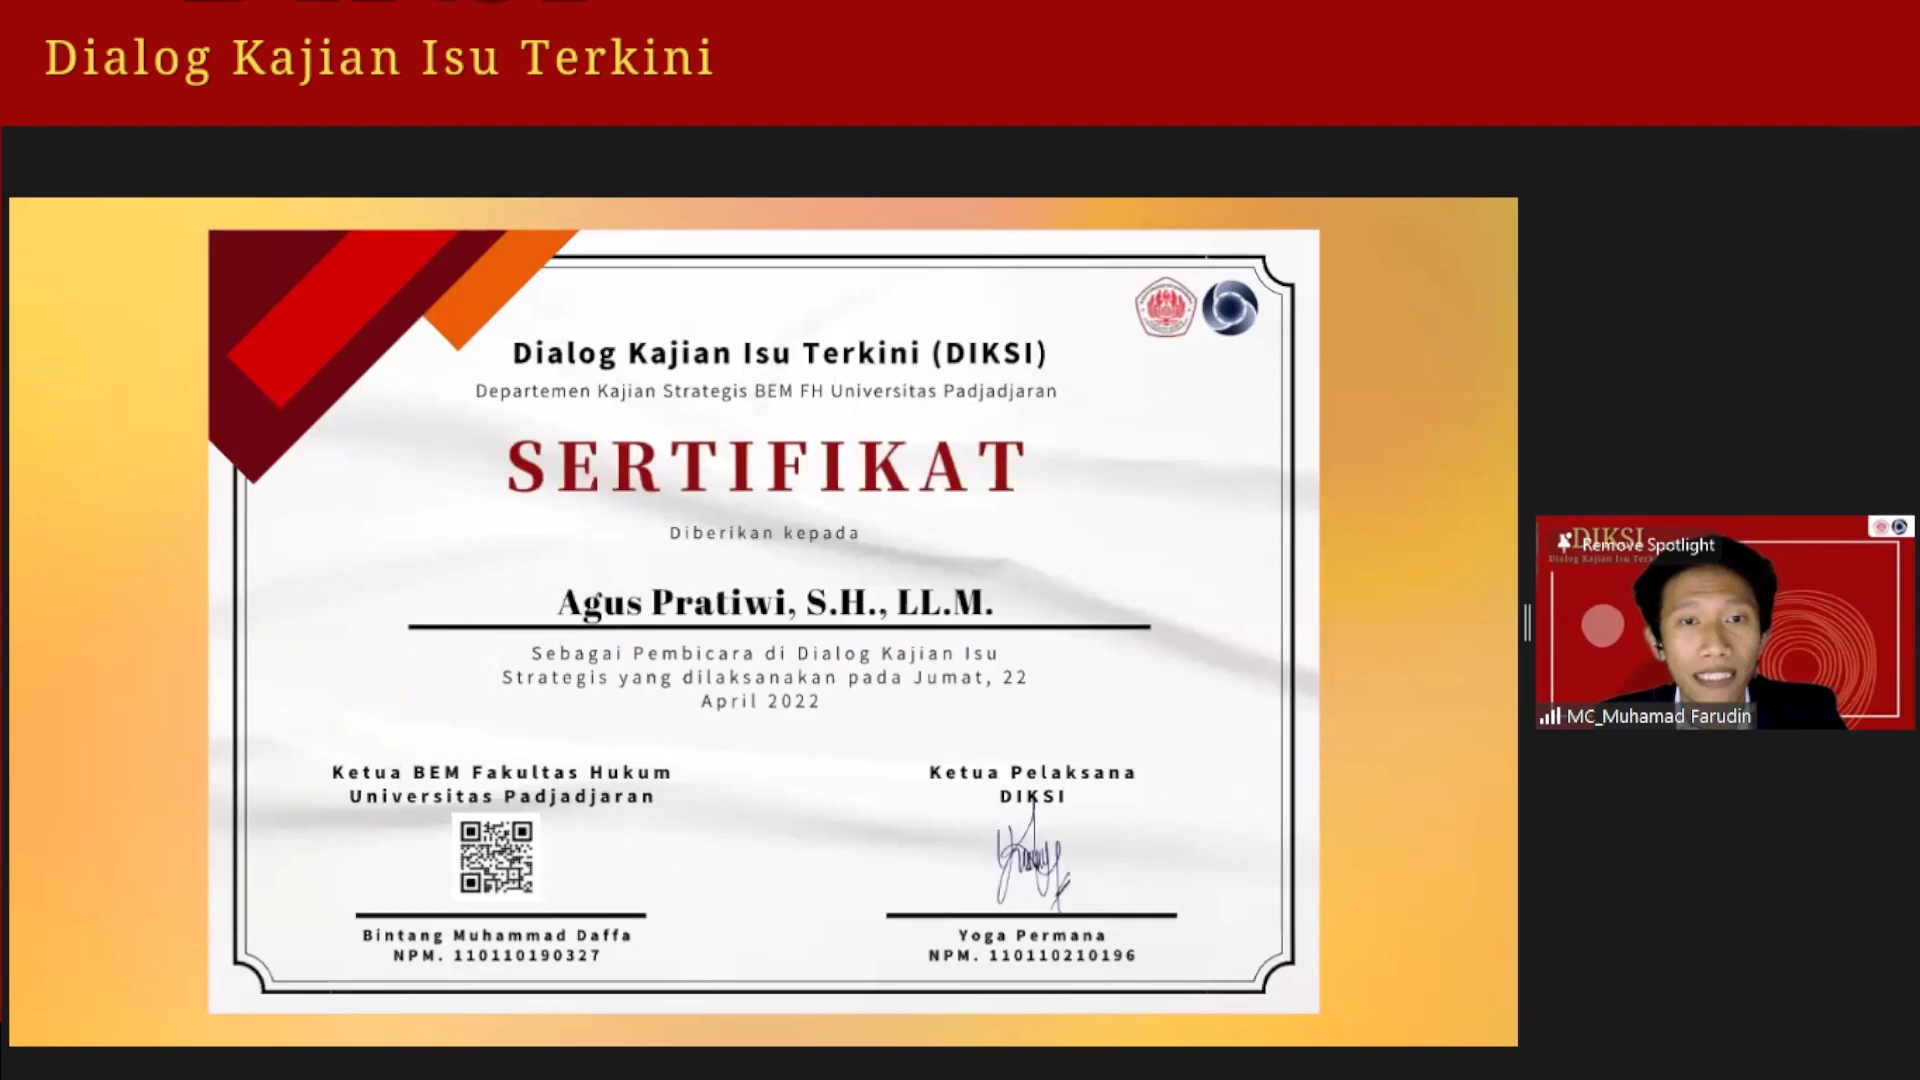 Dialog Kajian Isu Terkini
Dialog Kajian Isu Terkini (DIKSI)
Departemen Kajian Strategis BEM FH Universitas Padjadjaran
SERTIFIKAT
Diberikan kepada
Agus Pratiwi, S.H., LL.M.
Sebagai Pembicara di Dialog Kajian Isu
Strategis yang dilaksanakan pada Jumat, 22
April 2022
Ketua BEM Fakultas Hukum
Universitas Padjadjaran
Bintang Muhammad Daffa
NPM. 110110190327
Ketua Pelaksana
DIKSI
Yoga Permana
NPM. 110110210196
DIKSI
Remove Spotlight
Dialog Kajian Isu
MC_Muhamad Farudin